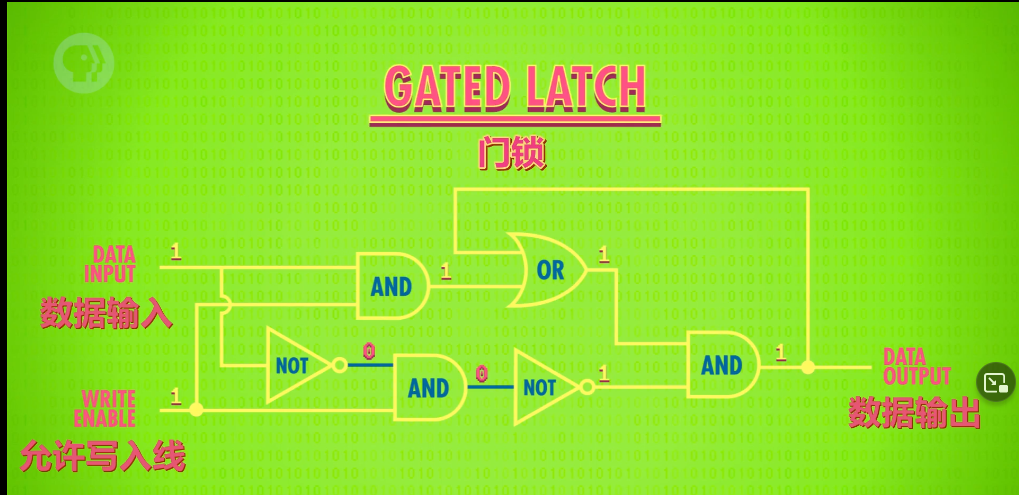 GATED LATCH
门锁
DATA
INPUT
1
数据输入
AND
1
OR
1
NOT
0
AND
0
NOT
1
AND
1
DATA
OUTPUT
数据输出
WRITE
ENABLE
1
允许写入线